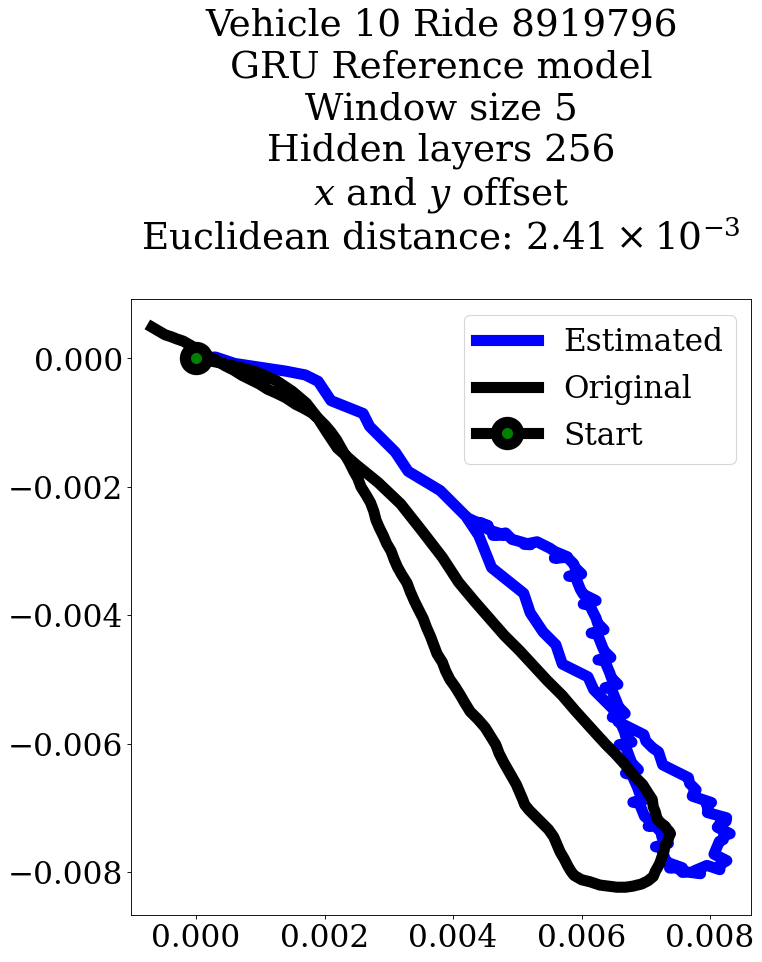 Vehicle 10 Ride 8919796
GRU Reference model
Window size 5
Hidden layers 256
x and y offset
Euclidean distance: 2.41 × 10⁻³
Estimated
Original
Start
0.000
−0.002
−0.004
−0.006
−0.008
0.000 0.002 0.004 0.006 0.008